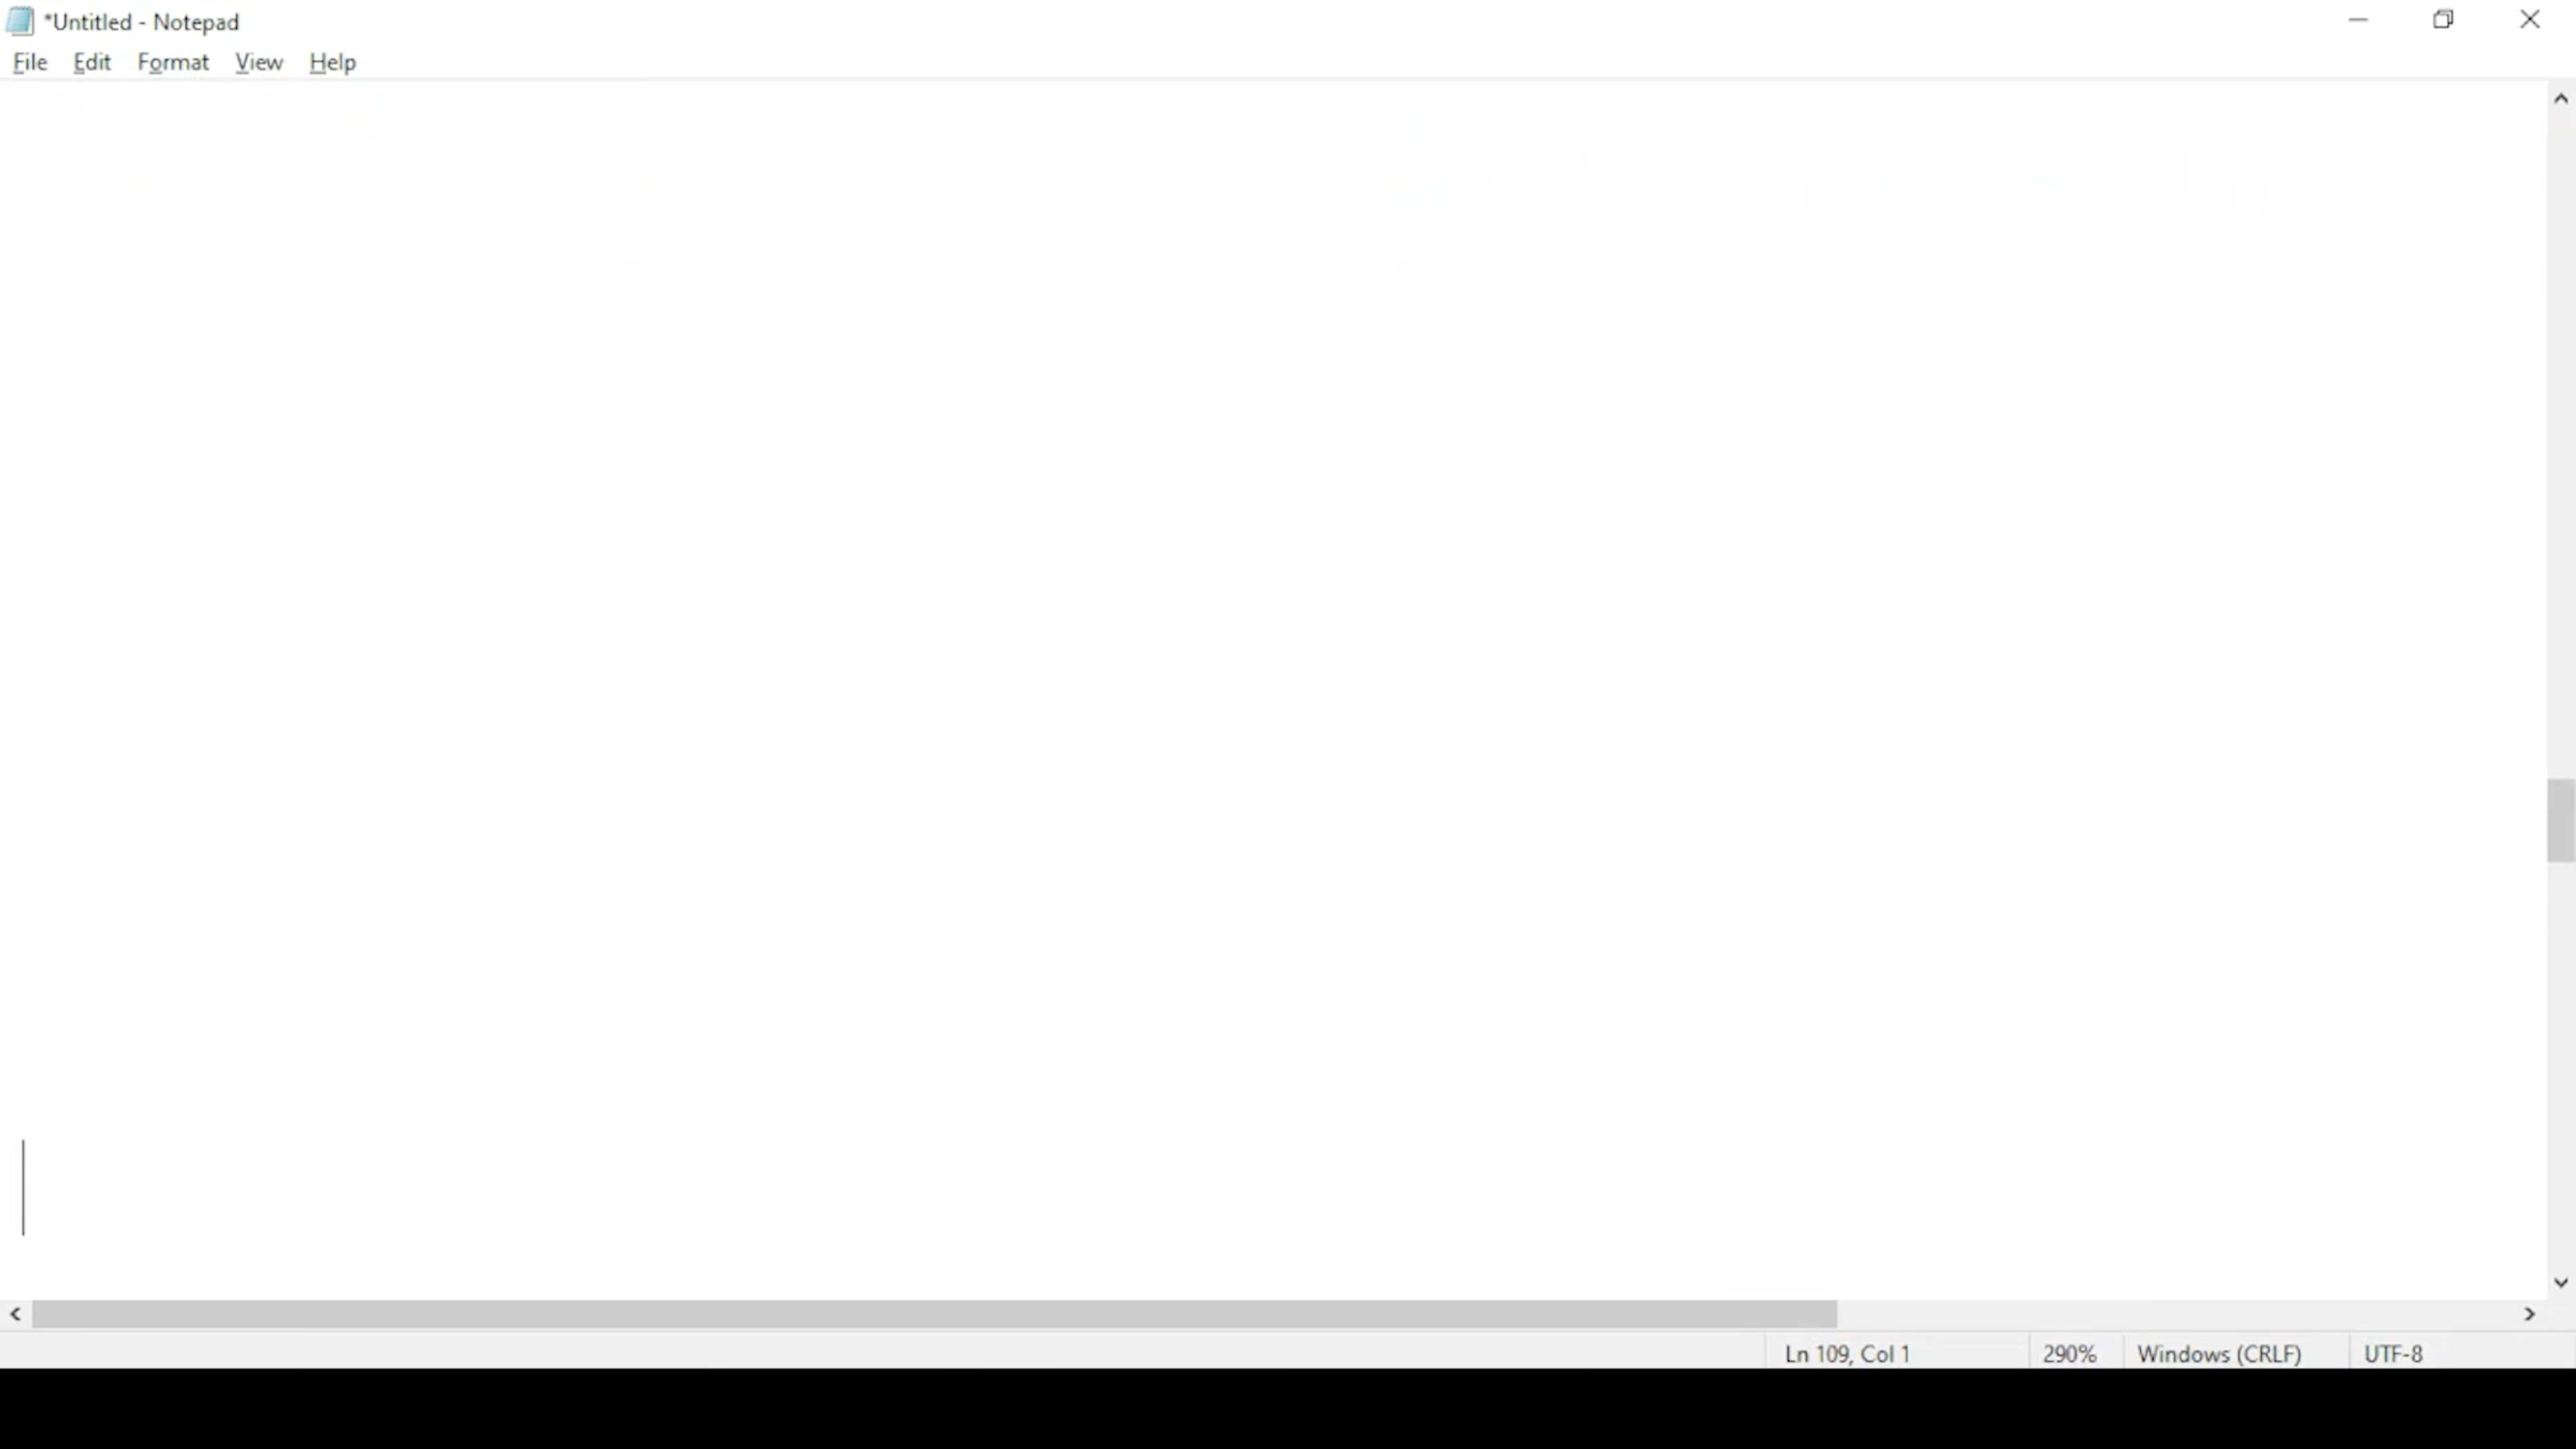 *Untitled - Notepad
File Edit Format View Help
Ln 109, Col 1 290% Windows (CRLF) UTF-8